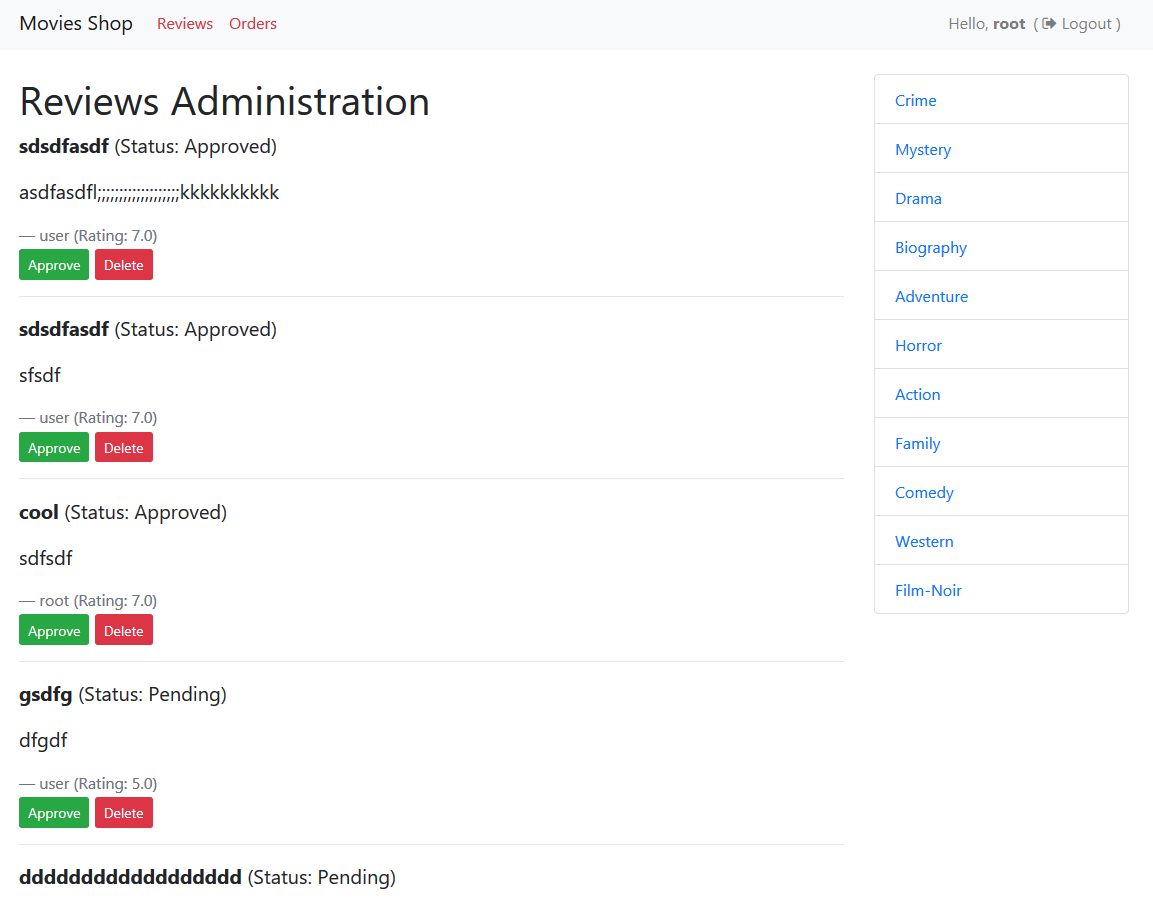 Movies Shop Reviews Orders Hello, root ( Logout )
Reviews Administration
sdsdfasdf (Status: Approved)
asdfasdfl;;;;;;;;;;;;;;;;;;;kkkkkkkkkk
— user (Rating: 7.0)
Approve Delete
sdsdfasdf (Status: Approved)
sfsdf
— user (Rating: 7.0)
Approve Delete
cool (Status: Approved)
sdfsdf
— root (Rating: 7.0)
Approve Delete
gsdfg (Status: Pending)
dfgdf
— user (Rating: 5.0)
Approve Delete
dddddddddddddddddd (Status: Pending)
Crime
Mystery
Drama
Biography
Adventure
Horror
Action
Family
Comedy
Western
Film-Noir